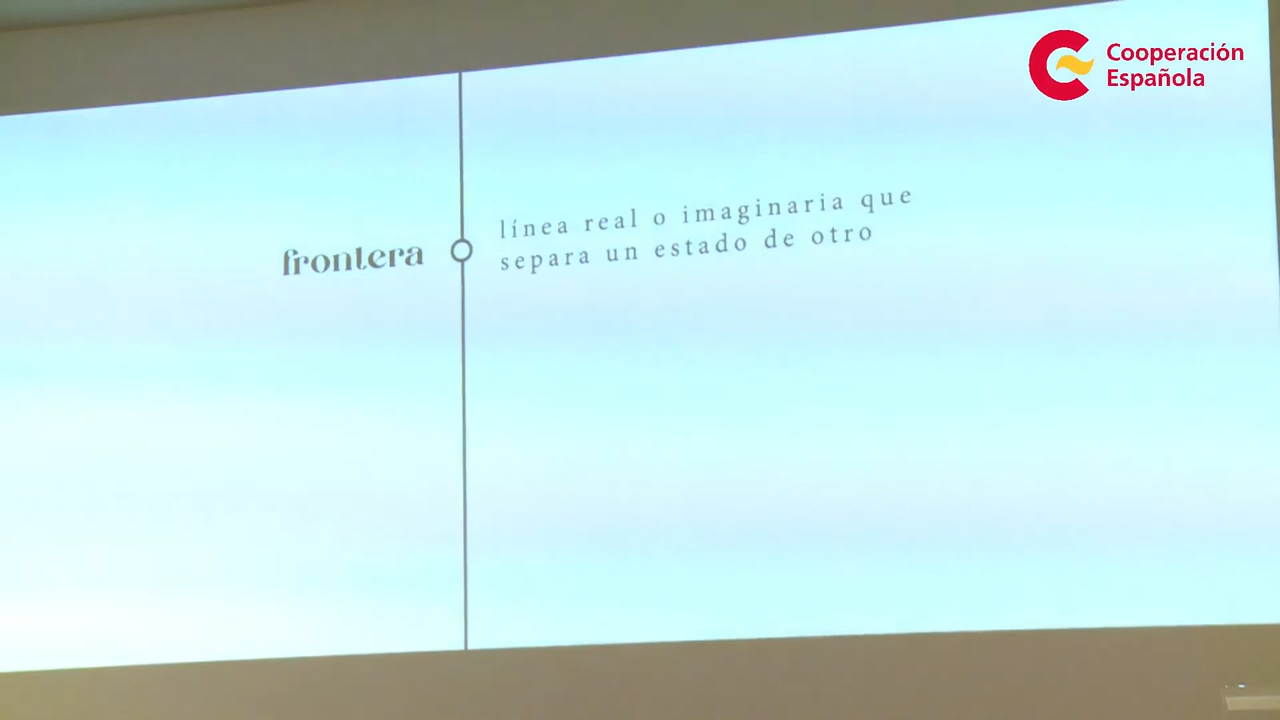 Cooperación
Española
frontera
línea real o imaginaria que
separa un estado de otro